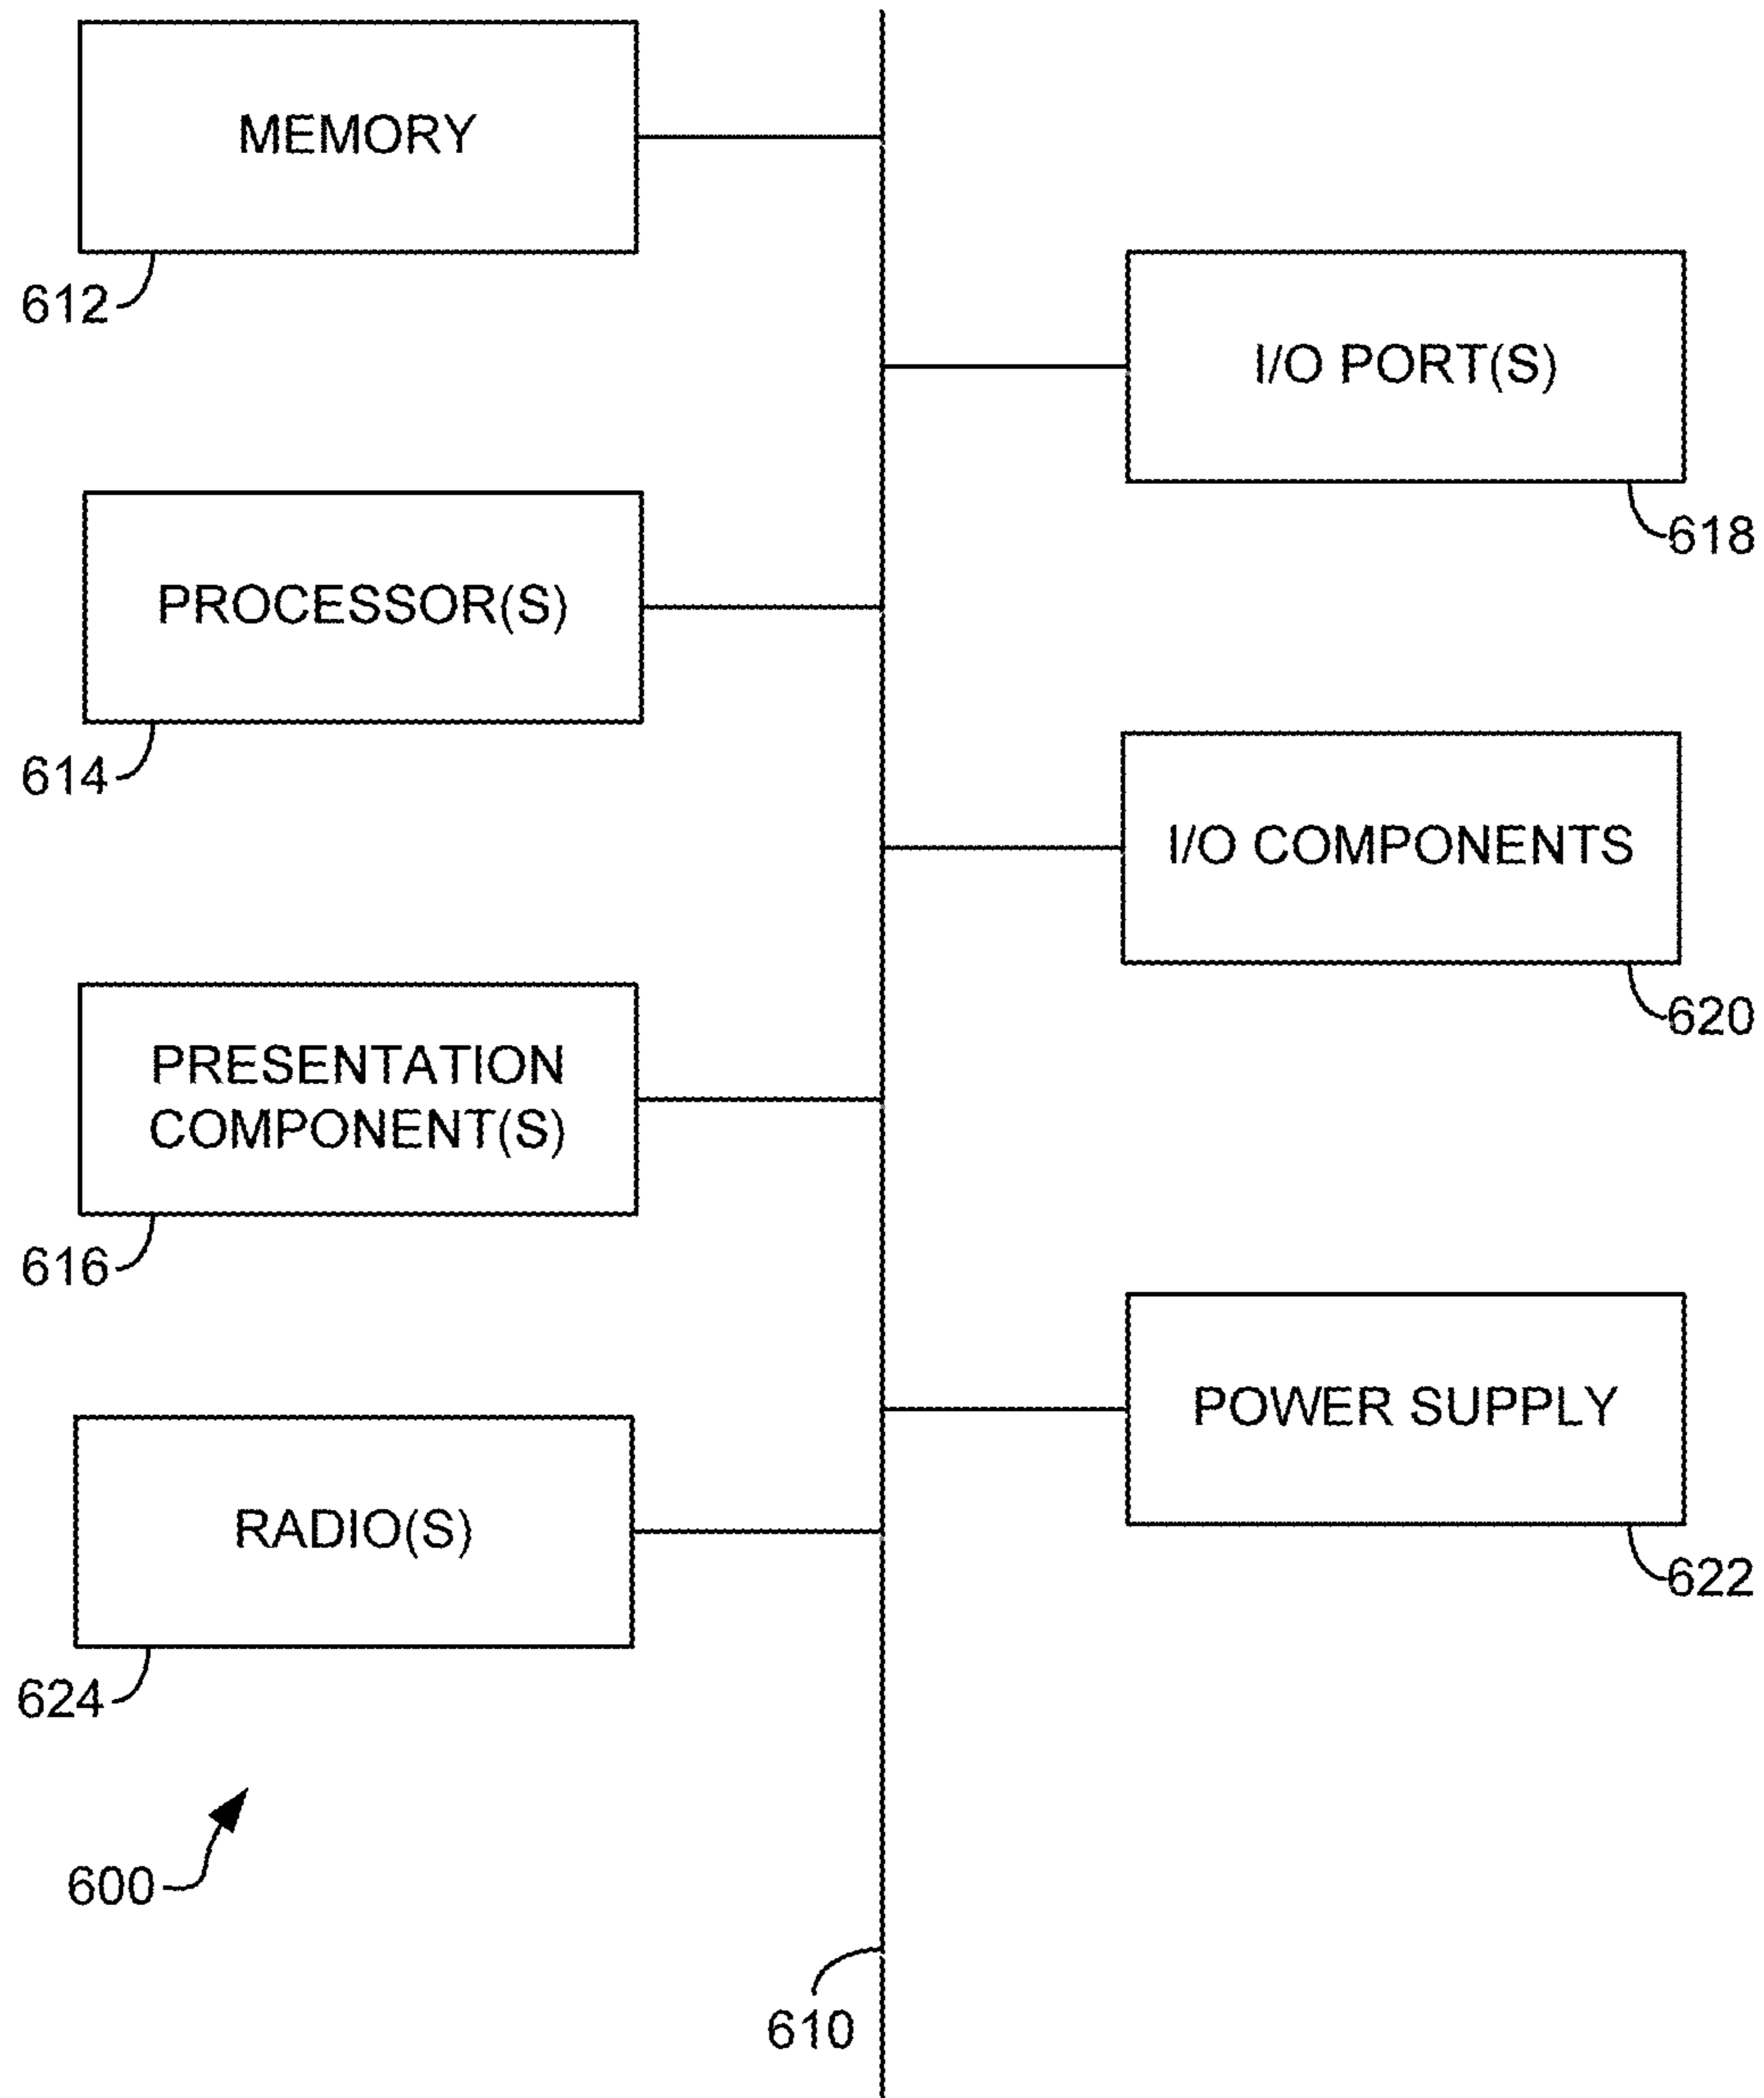 MEMORY
612
I/O PORT(S)
618
PROCESSOR(S)
614
I/O COMPONENTS
620
PRESENTATION
COMPONENT(S)
616
POWER SUPPLY
622
RADIO(S)
624
600
610